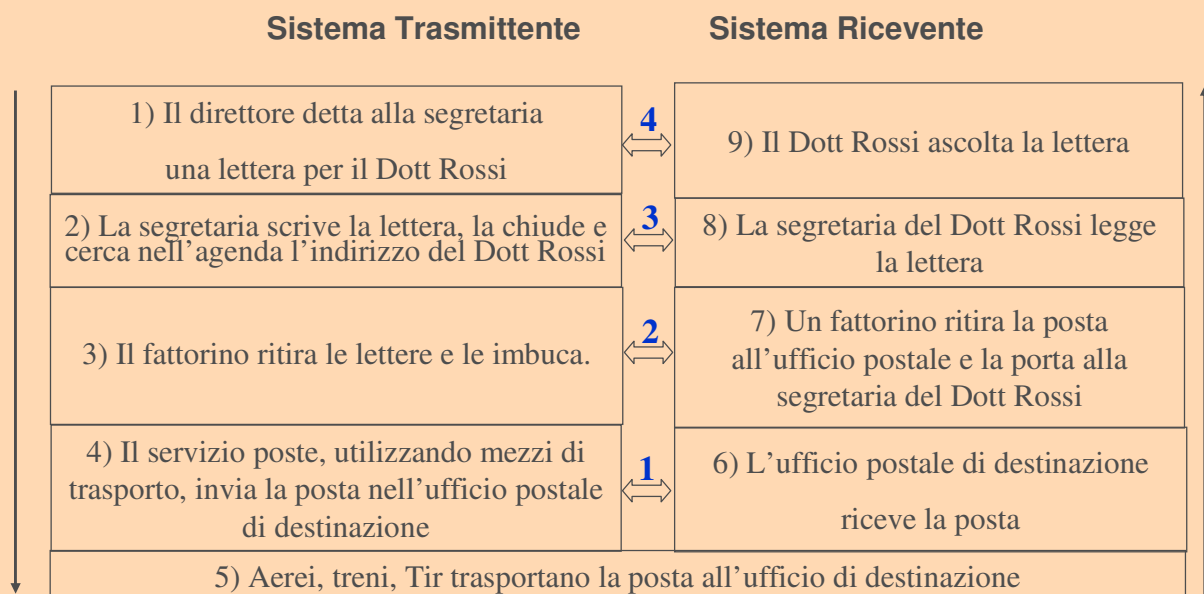 Sistema Trasmittente
Sistema Ricevente
1) Il direttore detta alla segretaria
una lettera per il Dott Rossi
4
9) Il Dott Rossi ascolta la lettera
2) La segretaria scrive la lettera, la chiude e
cerca nell’agenda l’indirizzo del Dott Rossi
3
8) La segretaria del Dott Rossi legge
la lettera
3) Il fattorino ritira le lettere e le imbuca.
2
7) Un fattorino ritira la posta
all’ufficio postale e la porta alla
segretaria del Dott Rossi
4) Il servizio poste, utilizzando mezzi di
trasporto, invia la posta nell’ufficio postale
di destinazione
1
6) L’ufficio postale di destinazione
riceve la posta
5) Aerei, treni, Tir trasportano la posta all’ufficio di destinazione